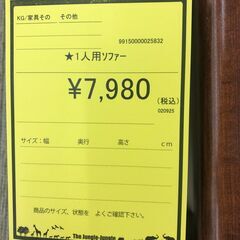 KG/家具その　その他
99150000025832
★1人用ソファー
¥7,980
(税込)
020925
サイズ:幅　奥行　高さ　cm
商品のサイズ、状態を よくご確認下さい。
The Jungle-Jungle